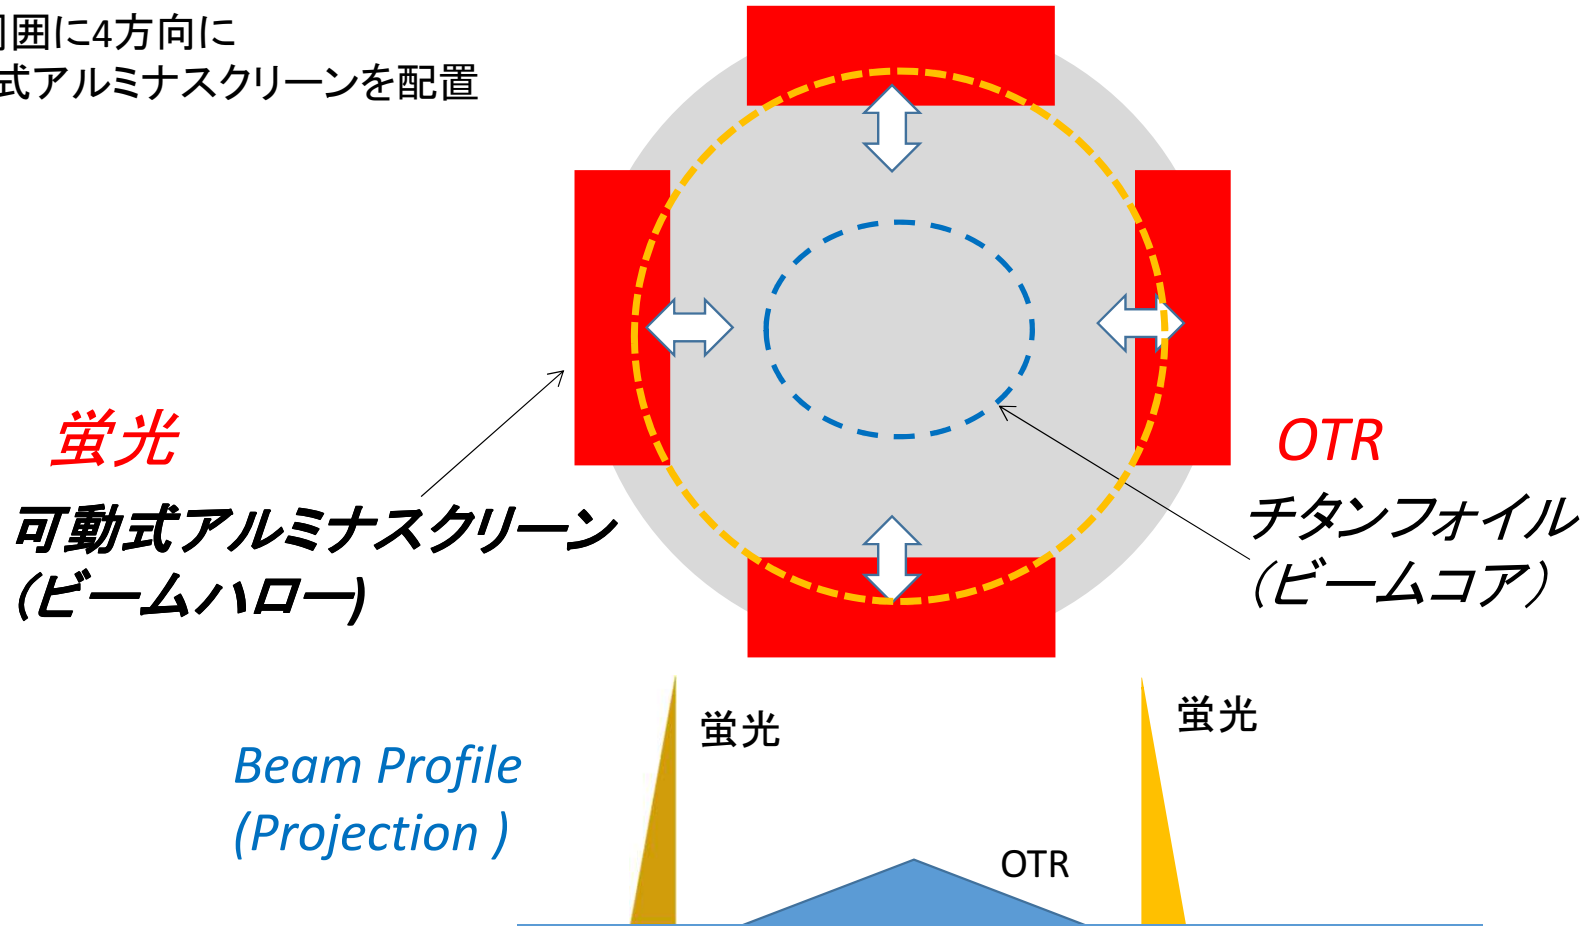 囲に4方向に
式アルミナスクリーンを配置
蛍光
可動式アルミナスクリーン
(ビームハロー)
OTR
チタンフォイル
（ビームコア）
蛍光
蛍光
Beam Profile
(Projection )
OTR